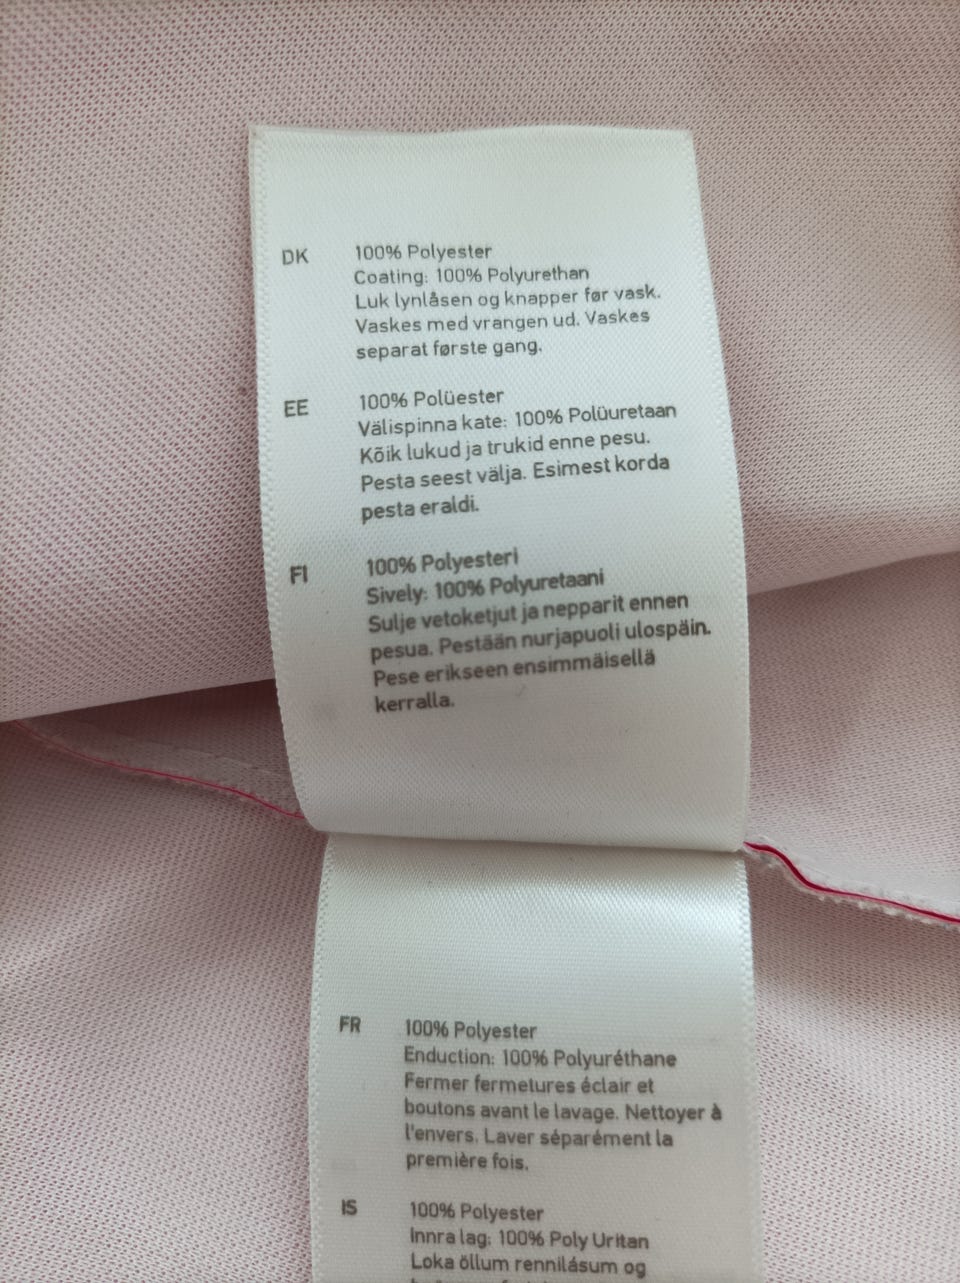 DK 100% Polyester
Coating: 100% Polyurethan
Luk lynlåsen og knapper før vask.
Vaskes med vrangen ud. Vaskes
separat første gang.
EE 100% Polüester
Välispinna kate: 100% Polüuretaan
Kõik lukud ja trukid enne pesu.
Pesta seest välja. Esimest korda
pesta eraldi.
FI 100% Polyesteri
Sively: 100% Polyuretaani
Sulje vetoketjut ja nepparit ennen
pesua. Pestään nurjapuoli ulospäin.
Pese erikseen ensimmäisellä
kerralla.
FR 100% Polyester
Enduction: 100% Polyuréthane
Fermer fermetures éclair et
boutons avant le lavage. Nettoyer à
l'envers. Laver séparément la
première fois.
IS 100% Polyester
Innra lag: 100% Poly Uritan
Loka öllum rennilásum og